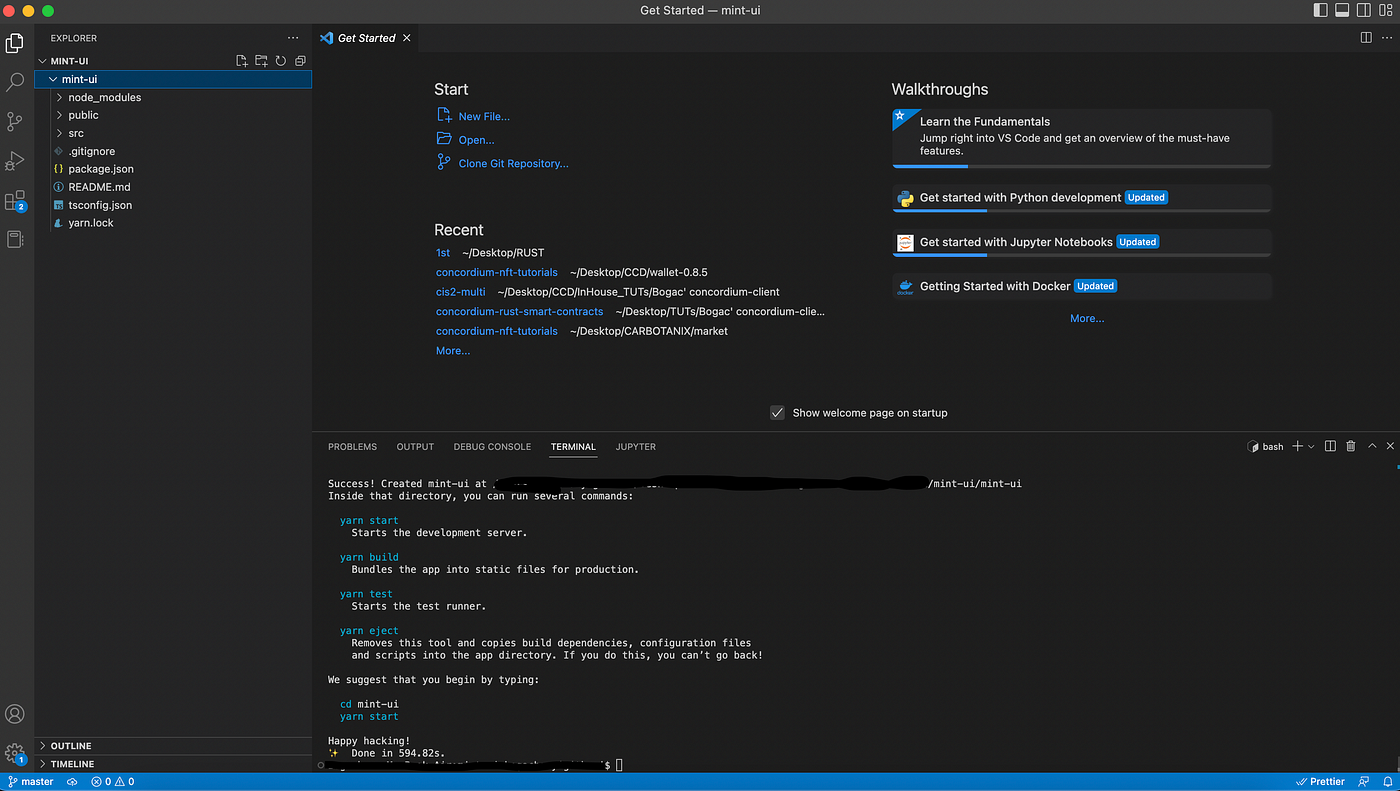 Get Started — mint-ui
EXPLORER
MINT-UI
mint-ui
node_modules
public
src
.gitignore
{} package.json
README.md
TS tsconfig.json
yarn.lock
OUTLINE
TIMELINE
2
1
Get Started
Start
New File...
Open...
Clone Git Repository...
Recent
1st ~/Desktop/RUST
concordium-nft-tutorials ~/Desktop/CCD/wallet-0.8.5
cis2-multi ~/Desktop/CCD/InHouse_TUTs/Bogac' concordium-client
concordium-rust-smart-contracts ~/Desktop/TUTs/Bogac' concordium-clie...
concordium-nft-tutorials ~/Desktop/CARBOTANIX/market
More...
Walkthroughs
Learn the Fundamentals
Jump right into VS Code and get an overview of the must-have
features.
Get started with Python development Updated
Get started with Jupyter Notebooks Updated
Getting Started with Docker Updated
More...
Show welcome page on startup
PROBLEMS OUTPUT DEBUG CONSOLE TERMINAL JUPYTER
bash
Success! Created mint-ui at /mint-ui/mint-ui
Inside that directory, you can run several commands:
yarn start
Starts the development server.
yarn build
Bundles the app into static files for production.
yarn test
Starts the test runner.
yarn eject
Removes this tool and copies build dependencies, configuration files
and scripts into the app directory. If you do this, you can’t go back!
We suggest that you begin by typing:
cd mint-ui
yarn start
Happy hacking!
✨ Done in 594.82s.
$
master 0 0 Prettier